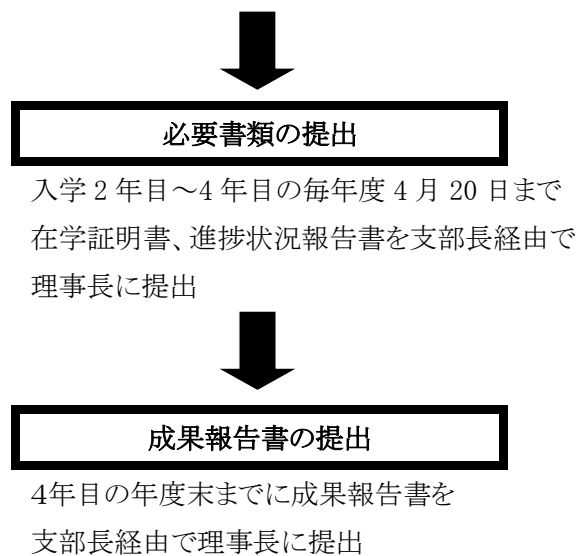 必要書類の提出
入学 2 年目～4 年目の毎年度 4 月 20 日まで
在学証明書、進捗状況報告書を支部長経由で
理事長に提出
成果報告書の提出
4年目の年度末までに成果報告書を
支部長経由で理事長に提出